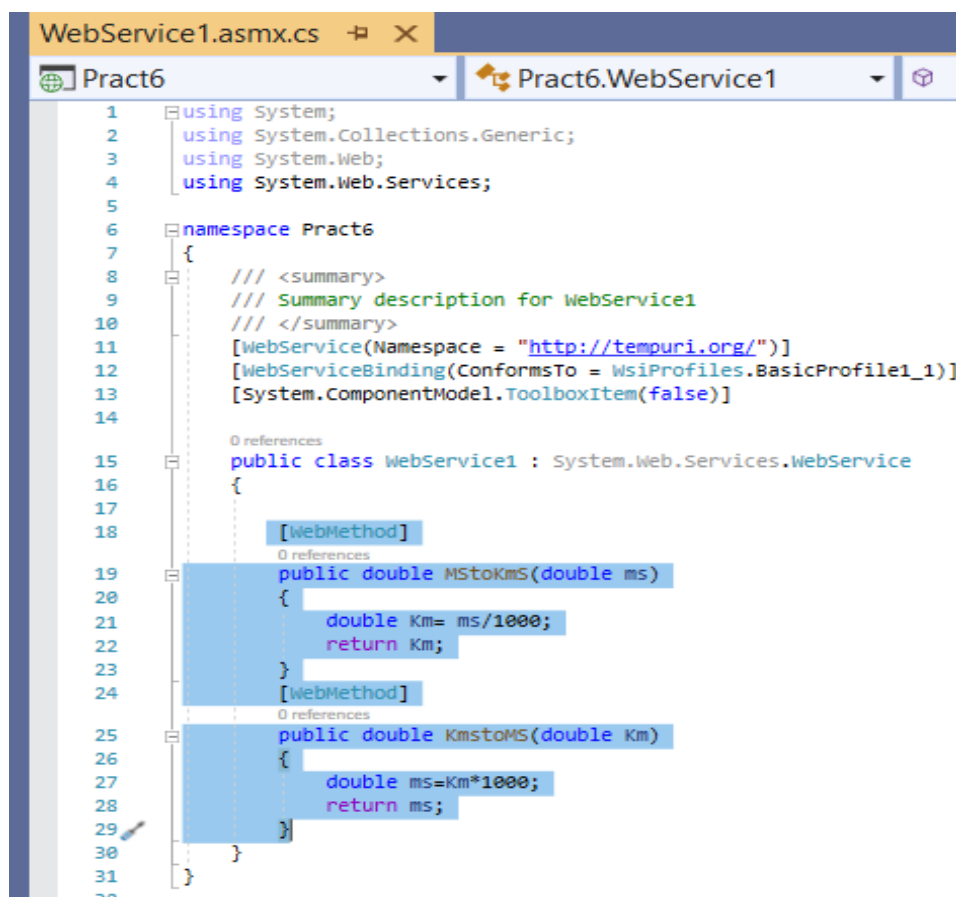 WebService1.asmx.cs
Pract6 Pract6.WebService1
1 using System;
2 using System.Collections.Generic;
3 using System.Web;
4 using System.Web.Services;
5
6 namespace Pract6
7 {
8 /// <summary>
9 /// Summary description for WebService1
10 /// </summary>
11 [WebService(Namespace = "http://tempuri.org/")]
12 [WebServiceBinding(ConformsTo = WsiProfiles.BasicProfile1_1)]
13 [System.ComponentModel.ToolboxItem(false)]
14
0 references
15 public class WebService1 : System.Web.Services.WebService
16 {
17
18 [WebMethod]
0 references
19 public double MStoKmS(double ms)
20 {
21 double Km= ms/1000;
22 return Km;
23 }
24 [WebMethod]
0 references
25 public double KmstoMS(double Km)
26 {
27 double ms=Km*1000;
28 return ms;
29 }
30 }
31 }